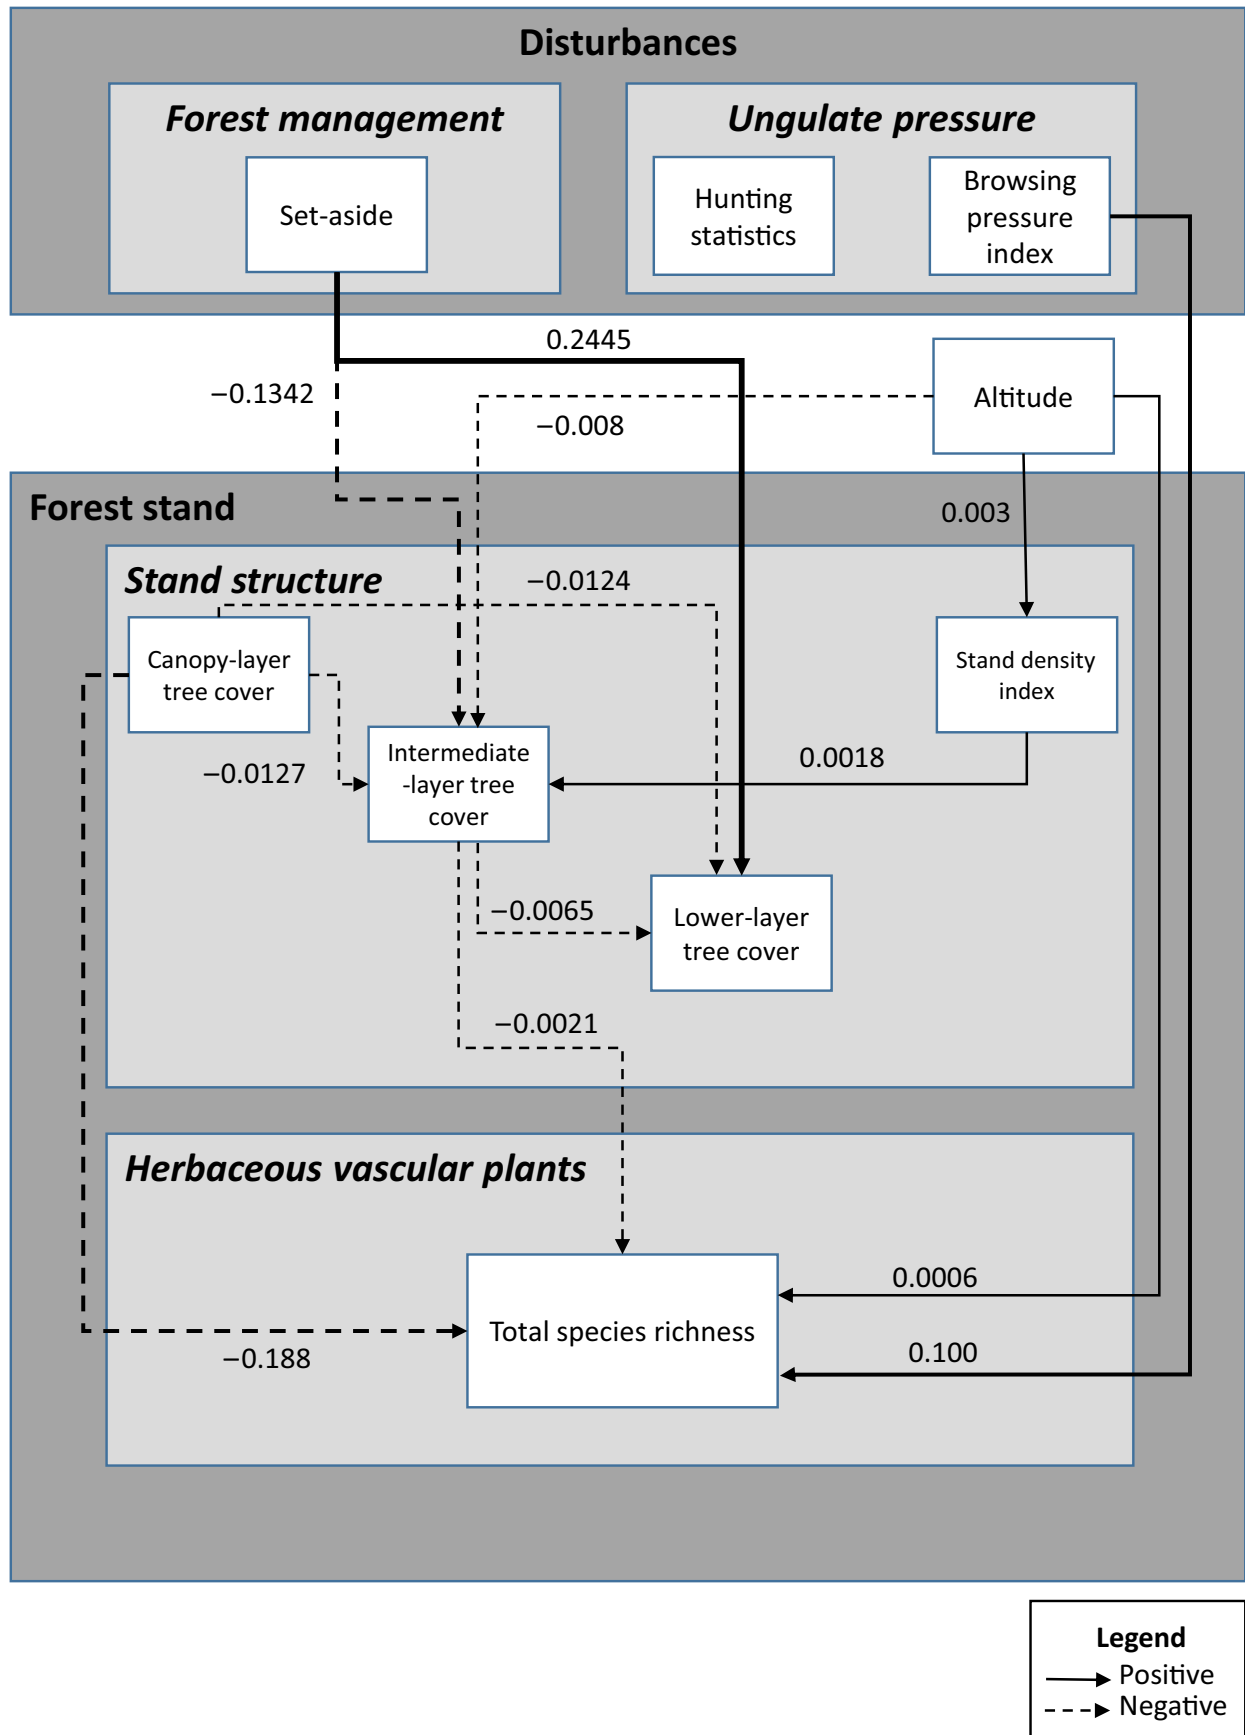 Disturbances
Forest management
Ungulate pressure
Set-aside
Hunting
statistics
Browsing
pressure
index
0.2445
−0.1342
−0.008
Altitude
Forest stand
0.003
Stand structure
−0.0124
Canopy-layer
tree cover
Stand density
index
−0.0127
Intermediate
-layer tree
cover
0.0018
−0.0065
Lower-layer
tree cover
−0.0021
Herbaceous vascular plants
Total species richness
0.0006
−0.188
0.100
Legend
Positive
Negative